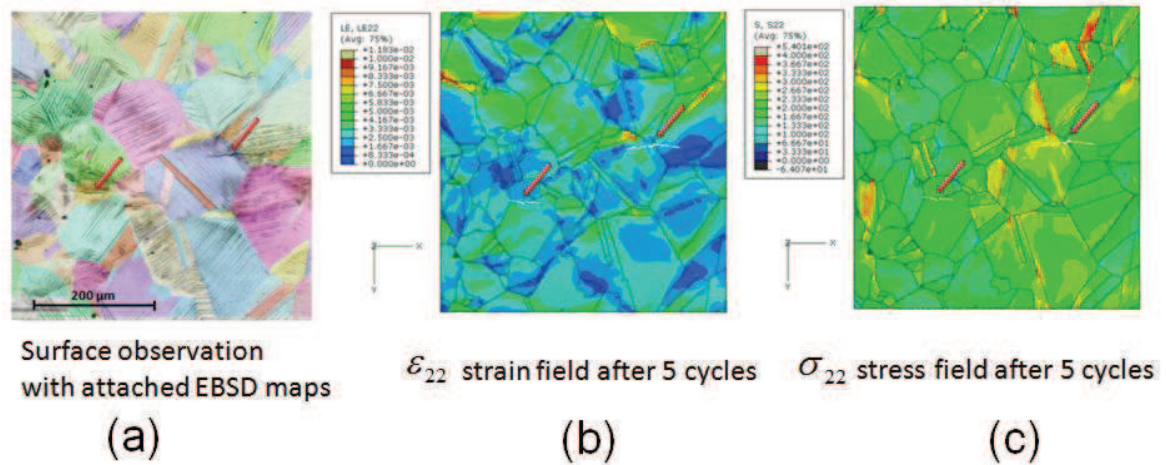 200 µm
LE, LE22
(Avg: 75%)
+1.183e-02
+1.000e-02
+9.167e-03
+8.333e-03
+7.500e-03
+6.667e-03
+5.833e-03
+5.000e-03
+4.167e-03
+3.333e-03
+2.500e-03
+1.667e-03
+8.333e-04
+0.000e+00
Z X
Y
S, S22
(Avg: 75%)
+5.401e+02
+4.000e+02
+3.667e+02
+3.333e+02
+3.000e+02
+2.667e+02
+2.333e+02
+2.000e+02
+1.667e+02
+1.333e+02
+1.000e+02
+6.667e+01
+3.333e+01
+0.000e+00
-6.407e+01
Z X
Y
Surface observation
with attached EBSD maps
(a)
ε22 strain field after 5 cycles
(b)
σ22 stress field after 5 cycles
(c)